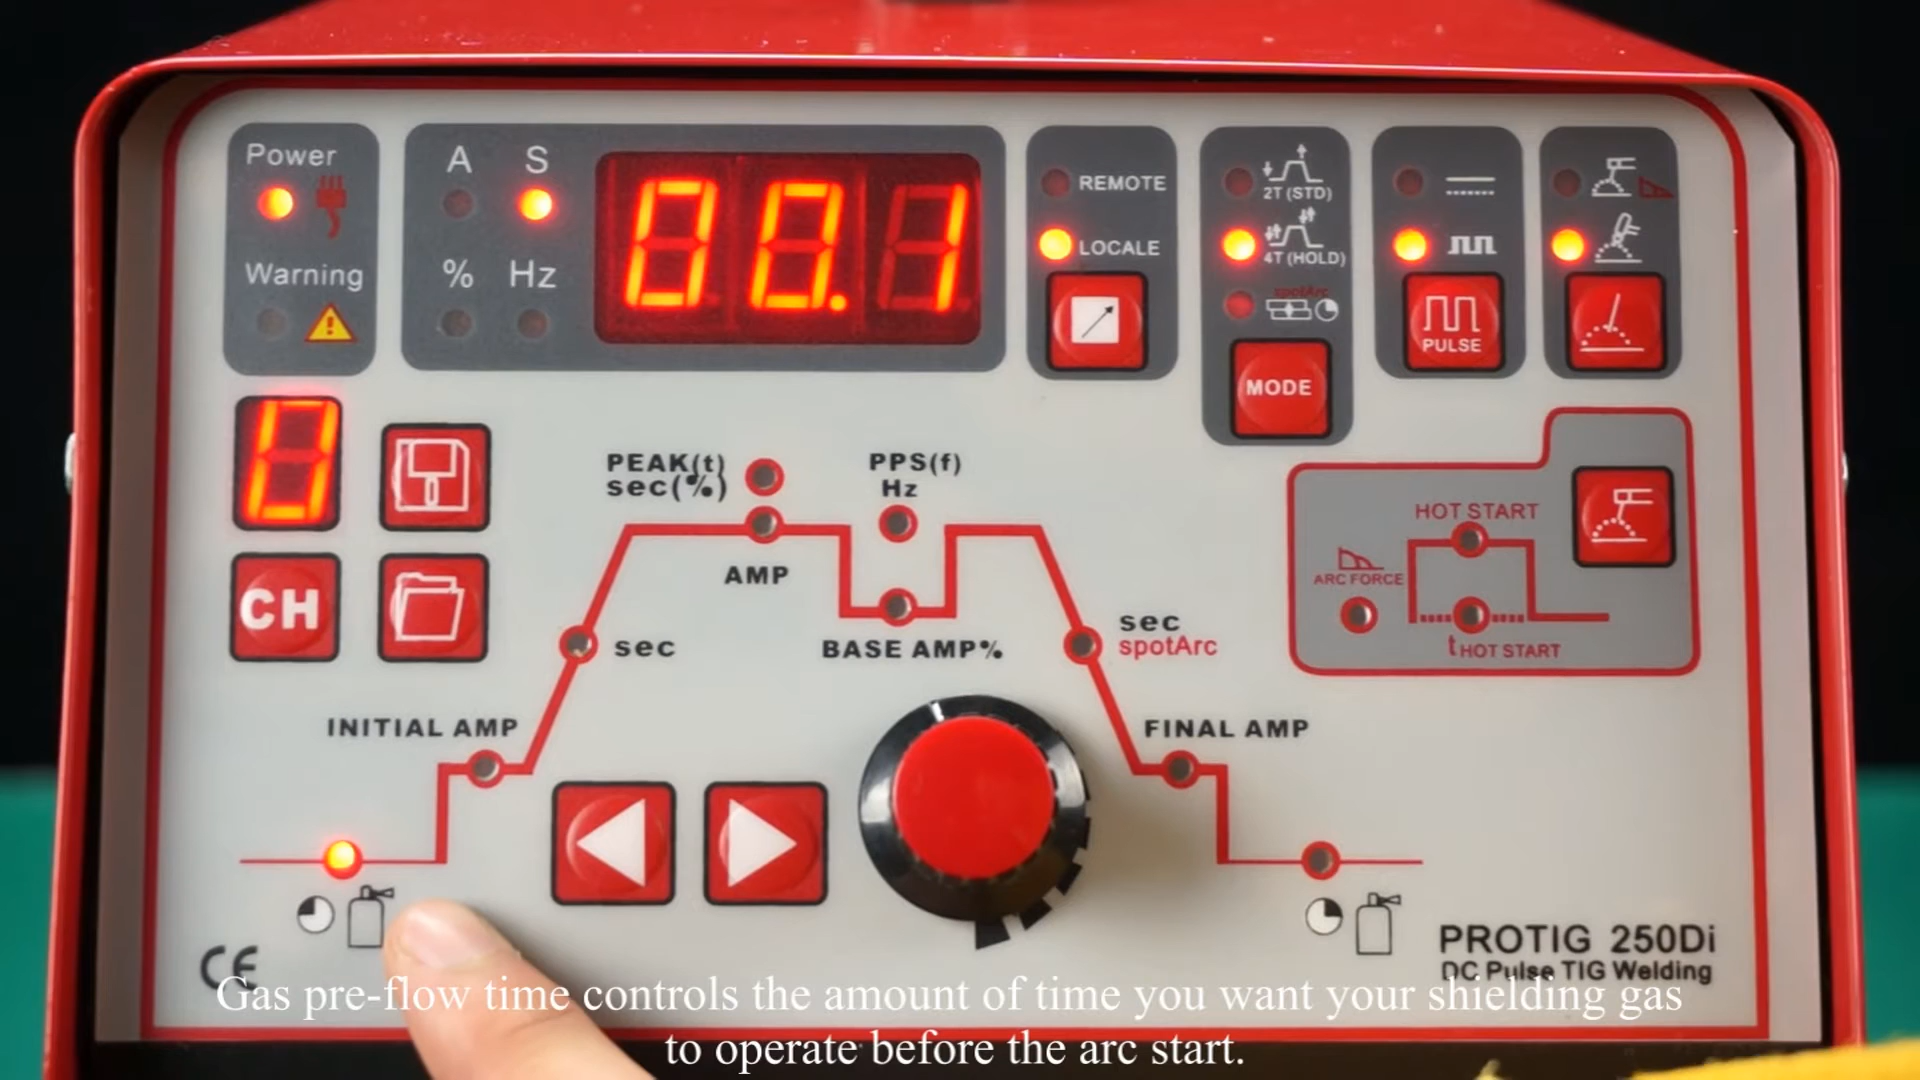 Power
Warning
A S
% Hz
00.1
REMOTE
LOCALE
2T (STD)
4T (HOLD)
spotArc
MODE
PULSE
0
CH
PEAK(t)
sec(%)
PPS(f)
Hz
AMP
BASE AMP%
sec
sec
spotArc
INITIAL AMP
FINAL AMP
HOT START
ARC FORCE
t HOT START
CE
PROTIG 250Di
DC Pulse TIG Welding
Gas pre-flow time controls the amount of time you want your shielding gas
to operate before the arc start.